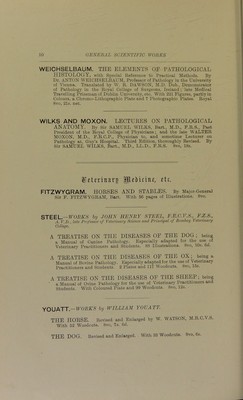 GENERAL SCIENTIFIC WORKS
WEICHSELBAUM. THE ELEMENTS OF PATHOLOGICAL
HISTOLOGY, with Special Reference to Practical Methods. By
Dr. ANTON WEICHSELBAUM, Professor of Pathology in the University
of Vienna. Translated by W. R. DAWSON, M.D. Dub., Demonstrator
of Pathology in the Royal College of Surgeons, Ireland; late Medical
Travelling Prizeman of Dublin University, etc. With 221 Figures, partly in
Colours, a Chromo-Lithographic Plate and 7 Photographic Plates. Royal
8vo, 21s. net.
WILKS AND MOXON. LECTURES ON PATHOLOGICAL
ANATOMY. By Sir SAMUEL WILKS, Bart., M.D., F.R.S., Past
President of the Royal College of Physicians; and the late WALTER
MOXON, M.D., F.R.C.P., Physician to, and sometime Lecturer on
Pathology at, Guy's Hospital. Third Edition, thoroughly Revised. By
Sir SAMUEL WILKS, Bart., M.D., LL.D., F.R.S. 8vo, 18s.
Veterinary Medicine, etc.
FITZWYGRAM. HORSES AND STABLES. By Major-General
Sir F. FITZWYGRAM, Bart. With 56 pages of Illustrations. 8vo,
STEEL.—WORKS by JOHN HENRY STEEL, F.R.C.V.S., F.Z.S.,
A.V.D., late Professor of Veterinary Science and Principal of Bombay Veterinary
College.
A TREATISE ON THE DISEASES OF THE DOG; being
a Manual of Canine Pathology. Especially adapted for the use of
Veterinary Practitioners and Students. 88 Illustrations. 8vo, 10s. 6d.
A TREATISE ON THE DISEASES OF THE OX; being a
Manual of Bovine Pathology. Especially adapted for the use of Veterinary
Practitioners and Students. 2 Plates and 117 Woodcuts. 8vo, 15s.
A TREATISE ON THE DISEASES OF THE SHEEP; being
a Manual of Ovine Pathology for the use of Veterinary Practitioners and
Students. With Coloured Plate and 99 Woodcuts. 8vo, 12s.
YOUATT.—WORKS by WILLIAM YOUATT.
THE HORSE. Revised and Enlarged by W. WATSON, M.R.C.V.S.
With 52 Woodcuts. 8vo, 7s. 6d.
THE DOG. Revised and Enlarged. With 33 Woodcuts. 8vo, 6s.